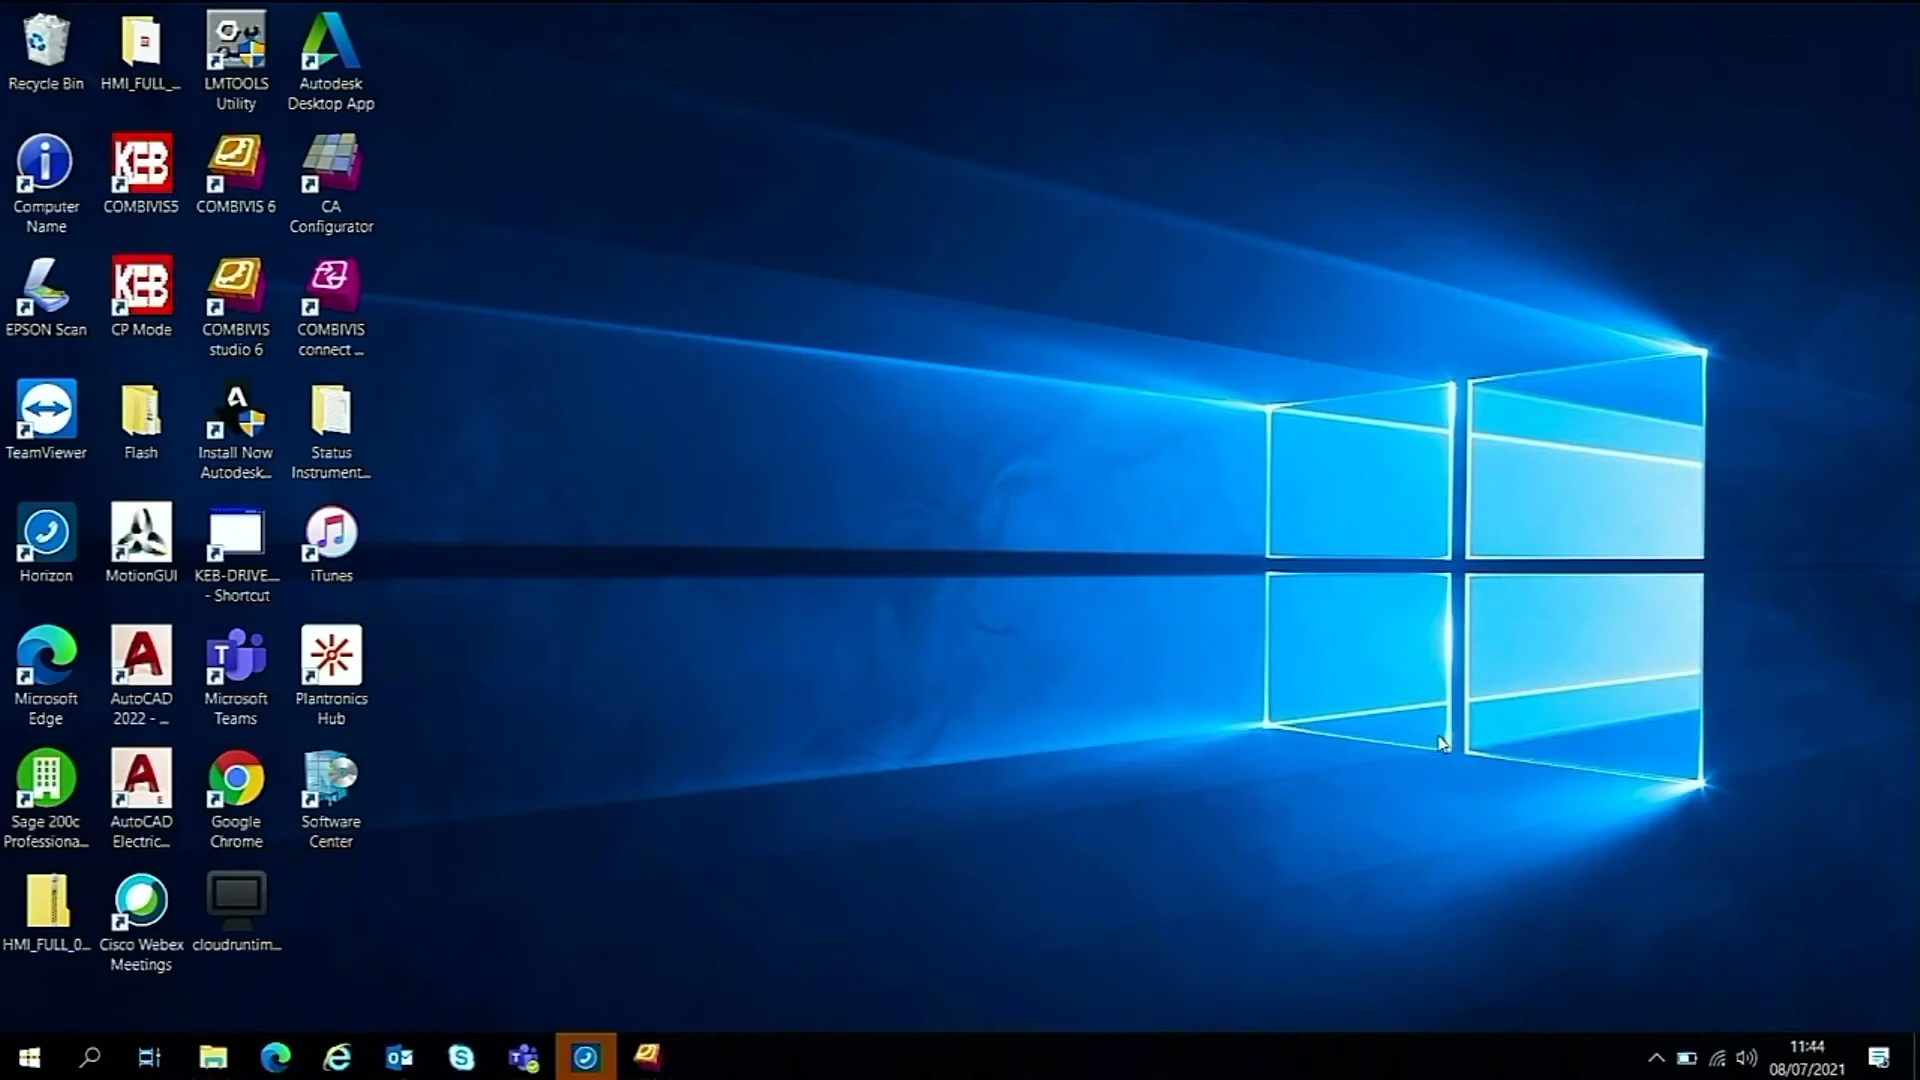 Recycle Bin
HMI_FULL_...
LMTOOLS
Utility
Autodesk
Desktop App
Computer
Name
KEB
COMBIVIS5
COMBIVIS 6
CA
Configurator
EPSON Scan
KEB
CP Mode
COMBIVIS
studio 6
COMBIVIS
connect ...
TeamViewer
Flash
Install Now
Autodesk...
Status
Instrument...
Horizon
MotionGUI
KEB-DRIVE...
- Shortcut
iTunes
Microsoft
Edge
AutoCAD
2022 - ...
Microsoft
Teams
Plantronics
Hub
Sage 200c
Professiona...
AutoCAD
Electric...
Google
Chrome
Software
Center
HMI_FULL_0...
Cisco Webex
Meetings
cloudruntim...
11:44
08/07/2021